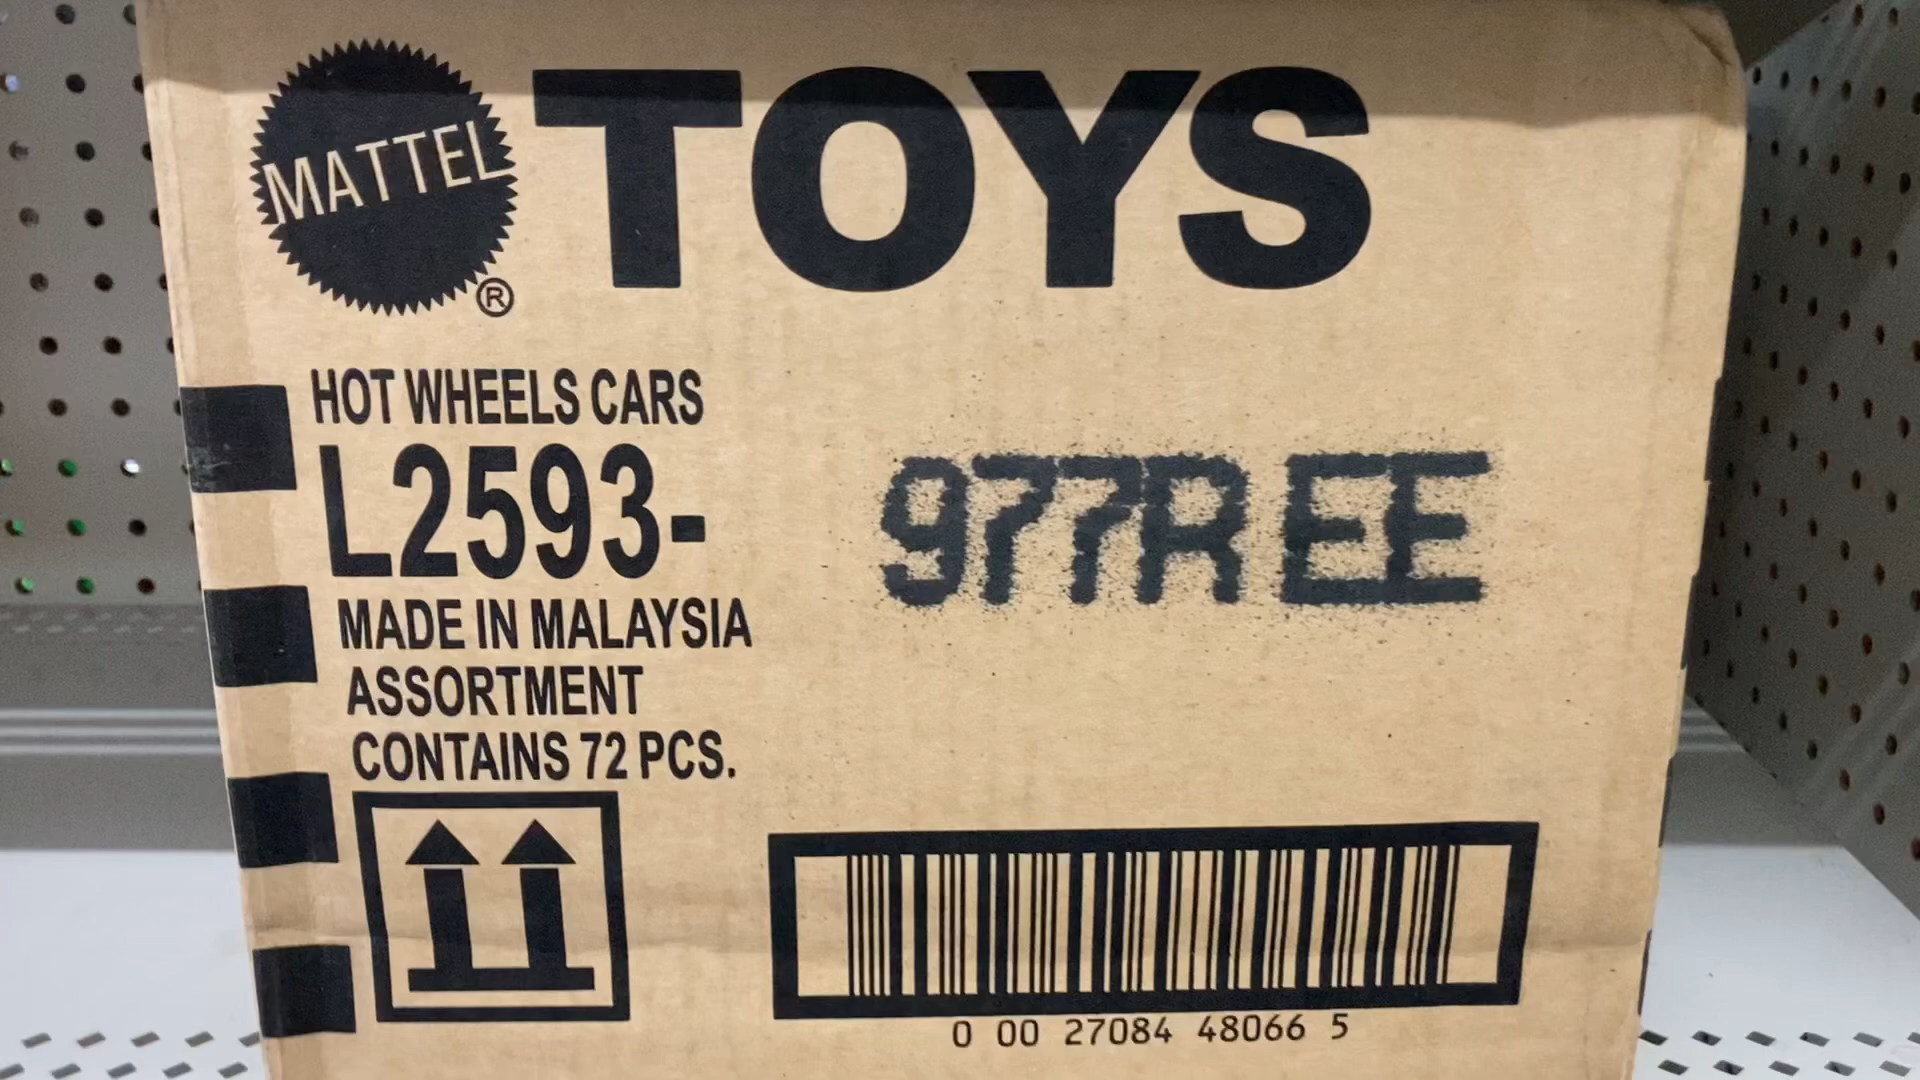 MATTEL ® TOYS
HOT WHEELS CARS
L2593-
977R EE
MADE IN MALAYSIA
ASSORTMENT
CONTAINS 72 PCS.
0 00 27084 48066 5